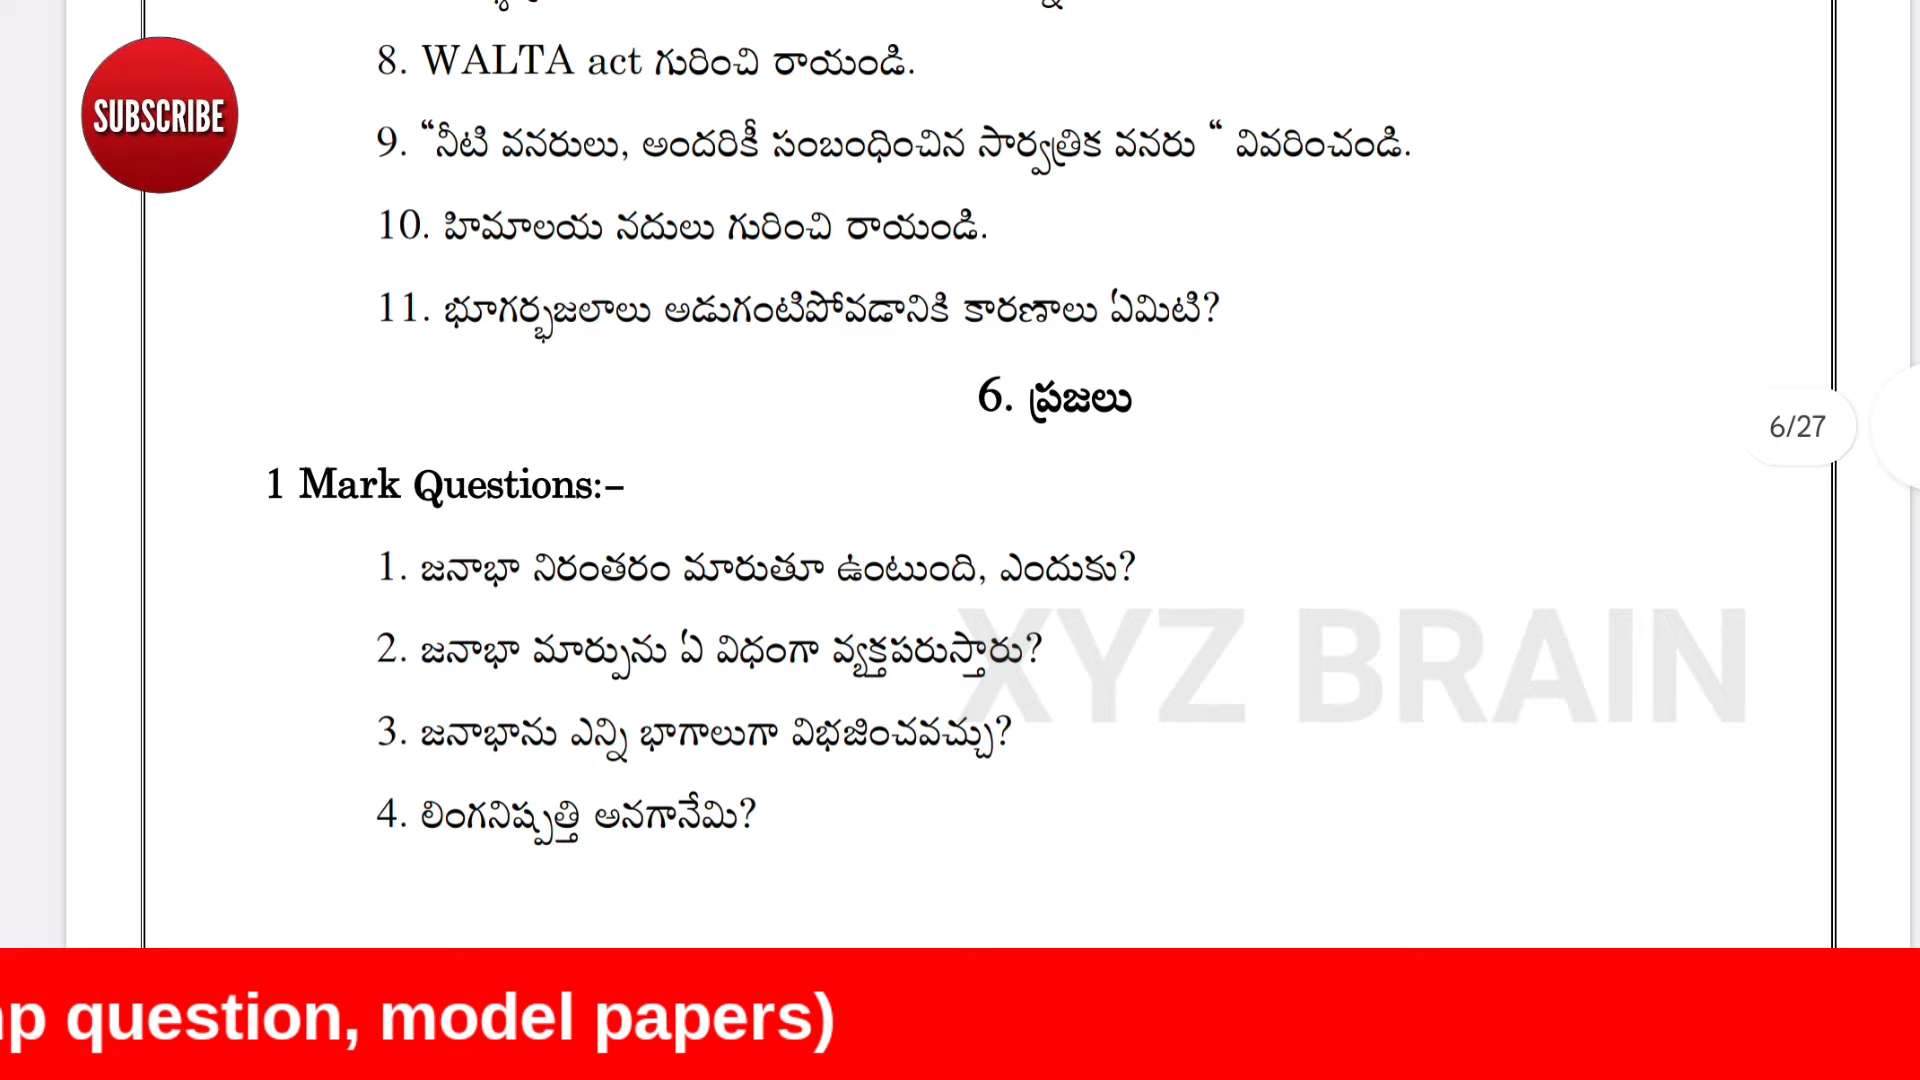 8. WALTA act గురించి రాయండి.
SUBSCRIBE
9. “నీటి వనరులు, అందరికీ సంబంధించిన సార్వత్రిక వనరు “ వివరించండి.
10. హిమాలయ నదులు గురించి రాయండి.
11. భూగర్భజలాలు అడుగంటిపోవడానికి కారణాలు ఏమిటి?
6. ప్రజలు
6/27
1 Mark Questions:–
1. జనాభా నిరంతరం మారుతూ ఉంటుంది, ఎందుకు?
2. జనాభా మార్పును ఏ విధంగా వ్యక్తపరుస్తారు?
XYZ BRAIN
3. జనాభాను ఎన్ని భాగాలుగా విభజించవచ్చు?
4. లింగనిష్పత్తి అనగానేమి?
question, model papers)